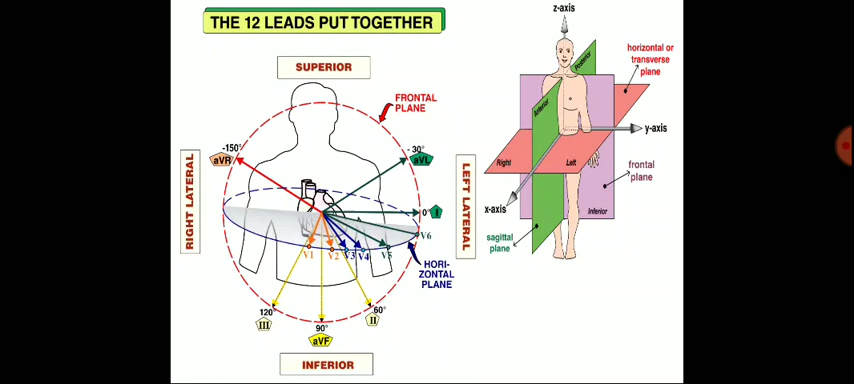 THE 12 LEADS PUT TOGETHER
SUPERIOR
FRONTAL
PLANE
-150°
aVR
- 30°
aVL
RIGHT LATERAL
LEFT LATERAL
0° I
V6
V1
V2
V3
V4
V5
HORI-
ZONTAL
PLANE
120°
III
60°
II
90°
aVF
INFERIOR
z-axis
horizontal or
transverse
plane
Posterior
Anterior
y-axis
Right
Left
frontal
plane
x-axis
Inferior
sagittal
plane